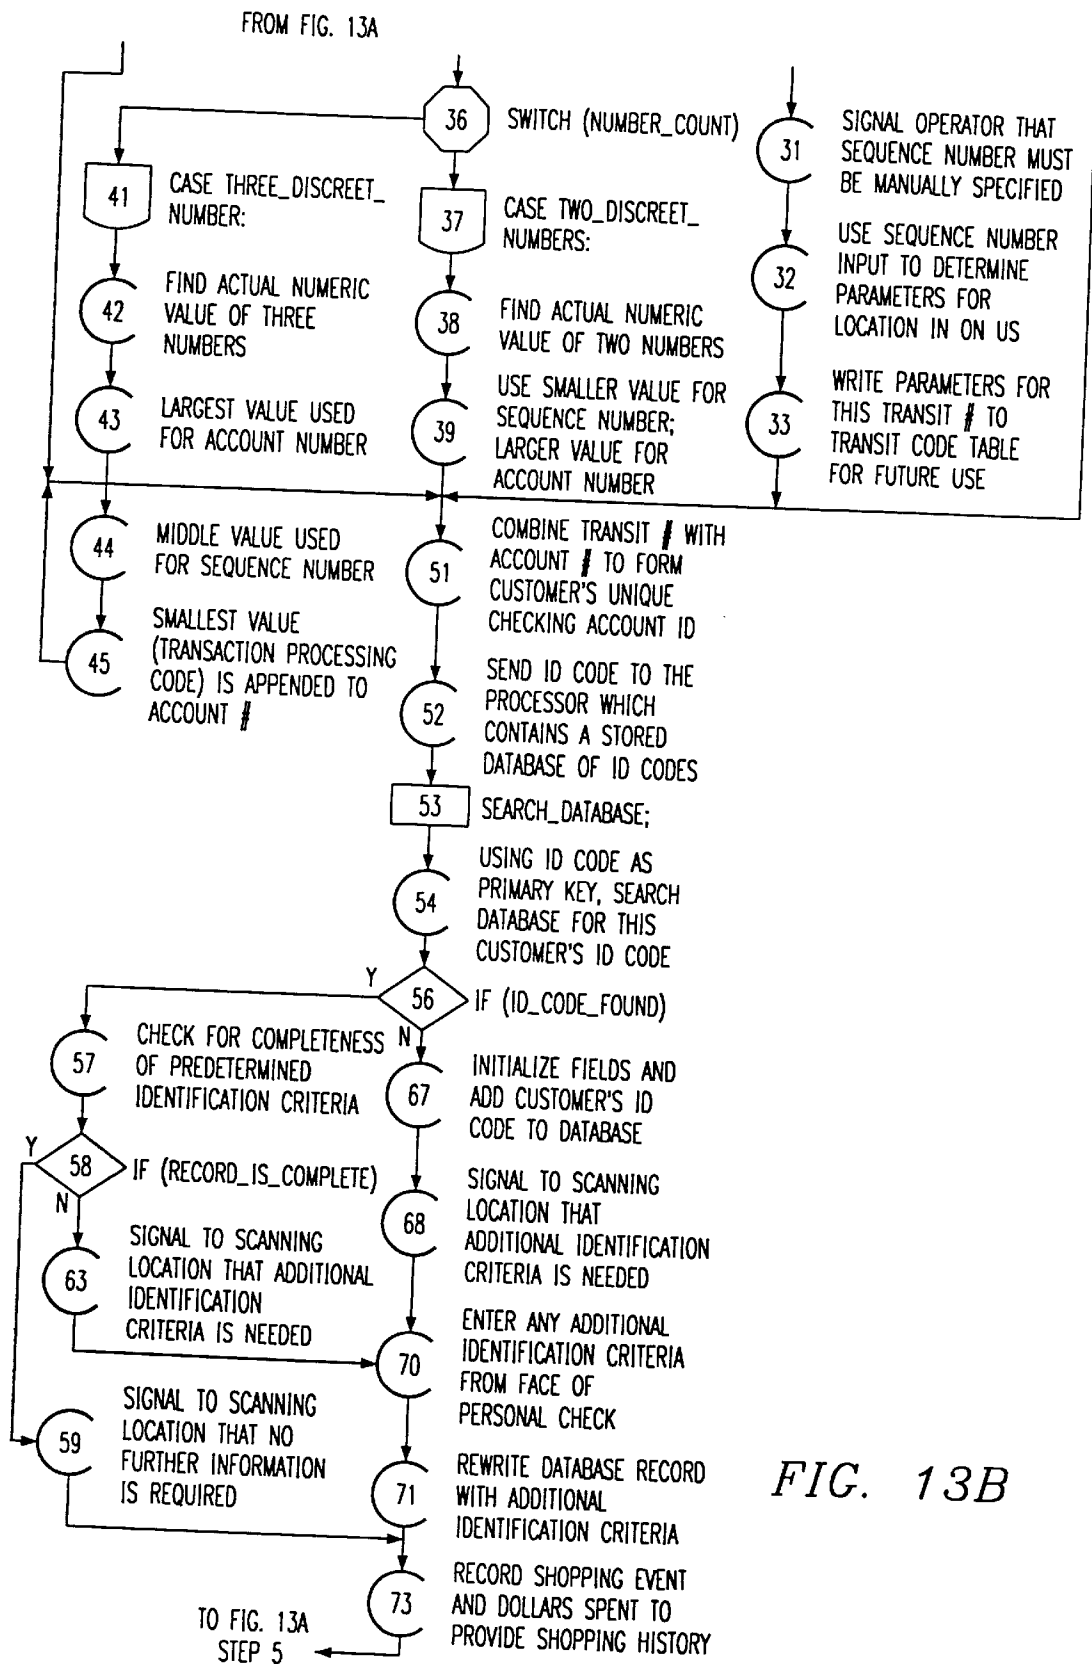 FROM FIG. 13A
36
SWITCH (NUMBER_COUNT)
31
SIGNAL OPERATOR THAT
SEQUENCE NUMBER MUST
BE MANUALLY SPECIFIED
41
CASE THREE_DISCREET_
NUMBER:
37
CASE TWO_DISCREET_
NUMBERS:
32
USE SEQUENCE NUMBER
INPUT TO DETERMINE
PARAMETERS FOR
LOCATION IN ON US
42
FIND ACTUAL NUMERIC
VALUE OF THREE
NUMBERS
38
FIND ACTUAL NUMERIC
VALUE OF TWO NUMBERS
33
WRITE PARAMETERS FOR
THIS TRANSIT # TO
TRANSIT CODE TABLE
FOR FUTURE USE
43
LARGEST VALUE USED
FOR ACCOUNT NUMBER
39
USE SMALLER VALUE FOR
SEQUENCE NUMBER;
LARGER VALUE FOR
ACCOUNT NUMBER
44
MIDDLE VALUE USED
FOR SEQUENCE NUMBER
51
COMBINE TRANSIT # WITH
ACCOUNT # TO FORM
CUSTOMER'S UNIQUE
CHECKING ACCOUNT ID
45
SMALLEST VALUE
(TRANSACTION PROCESSING
CODE) IS APPENDED TO
ACCOUNT #
52
SEND ID CODE TO THE
PROCESSOR WHICH
CONTAINS A STORED
DATABASE OF ID CODES
53
SEARCH_DATABASE;
54
USING ID CODE AS
PRIMARY KEY, SEARCH
DATABASE FOR THIS
CUSTOMER'S ID CODE
Y
56
IF (ID_CODE_FOUND)
N
57
CHECK FOR COMPLETENESS
OF PREDETERMINED
IDENTIFICATION CRITERIA
67
INITIALIZE FIELDS AND
ADD CUSTOMER'S ID
CODE TO DATABASE
Y
58
IF (RECORD_IS_COMPLETE)
N
68
SIGNAL TO SCANNING
LOCATION THAT
ADDITIONAL IDENTIFICATION
CRITERIA IS NEEDED
63
SIGNAL TO SCANNING
LOCATION THAT ADDITIONAL
IDENTIFICATION
CRITERIA IS NEEDED
70
ENTER ANY ADDITIONAL
IDENTIFICATION CRITERIA
FROM FACE OF
PERSONAL CHECK
59
SIGNAL TO SCANNING
LOCATION THAT NO
FURTHER INFORMATION
IS REQUIRED
71
REWRITE DATABASE RECORD
WITH ADDITIONAL
IDENTIFICATION CRITERIA
FIG. 13B
73
RECORD SHOPPING EVENT
AND DOLLARS SPENT TO
PROVIDE SHOPPING HISTORY
TO FIG. 13A
STEP 5